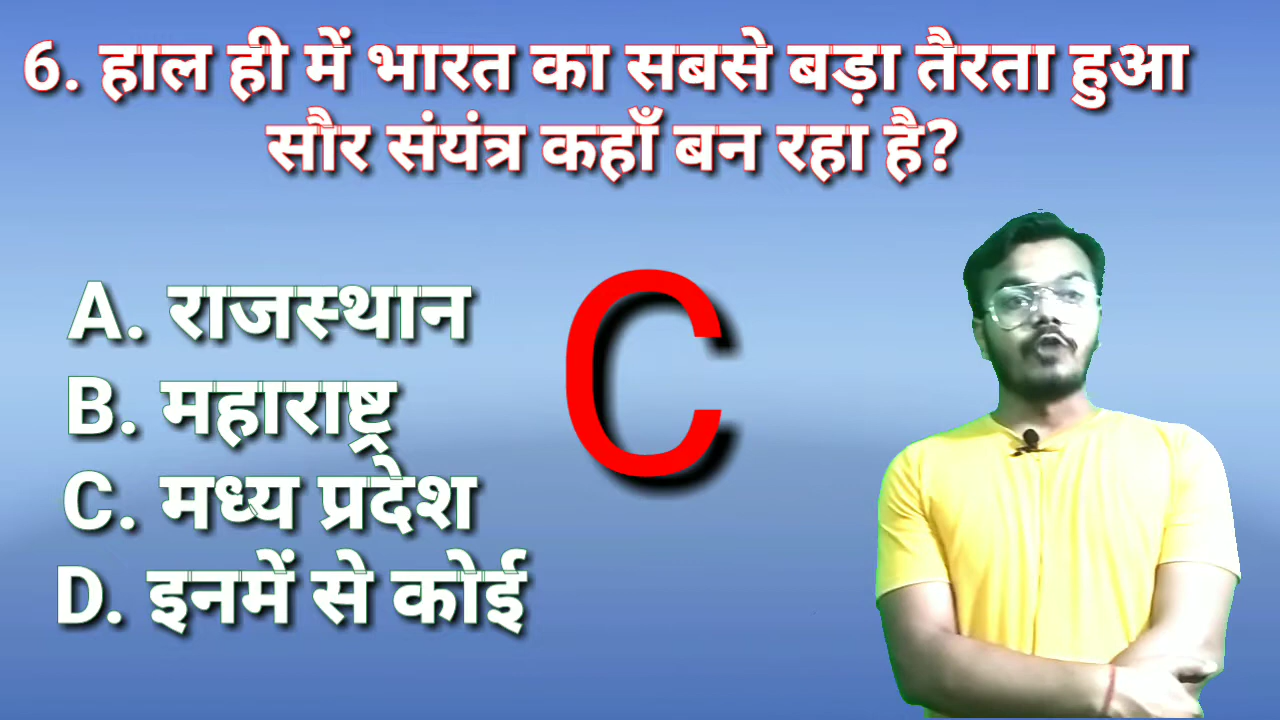 6. हाल ही में भारत का सबसे बड़ा तैरता हुआ
सौर संयंत्र कहाँ बन रहा है?
A. राजस्थान
B. महाराष्ट्र
C. मध्य प्रदेश
D. इनमें से कोई
C